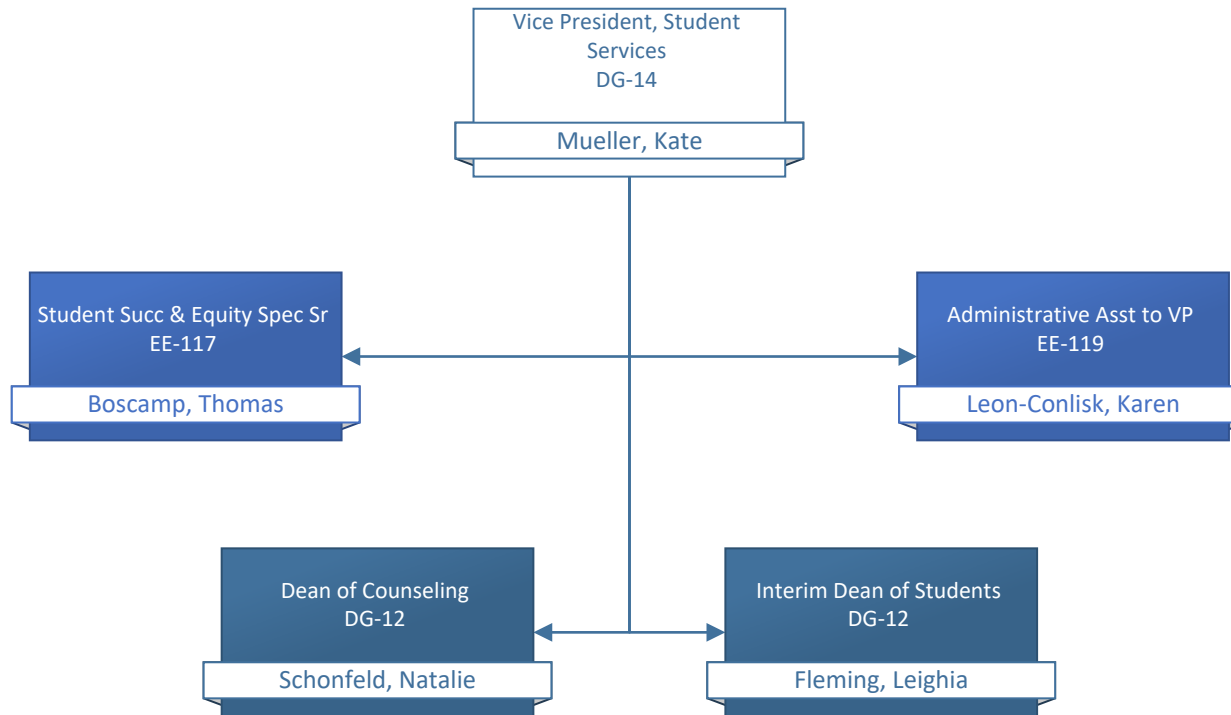 Vice President, Student
Services
DG-14
Mueller, Kate
Student Succ & Equity Spec Sr
EE-117
Boscamp, Thomas
Administrative Asst to VP
EE-119
Leon-Conlisk, Karen
Dean of Counseling
DG-12
Schonfeld, Natalie
Interim Dean of Students
DG-12
Fleming, Leighia